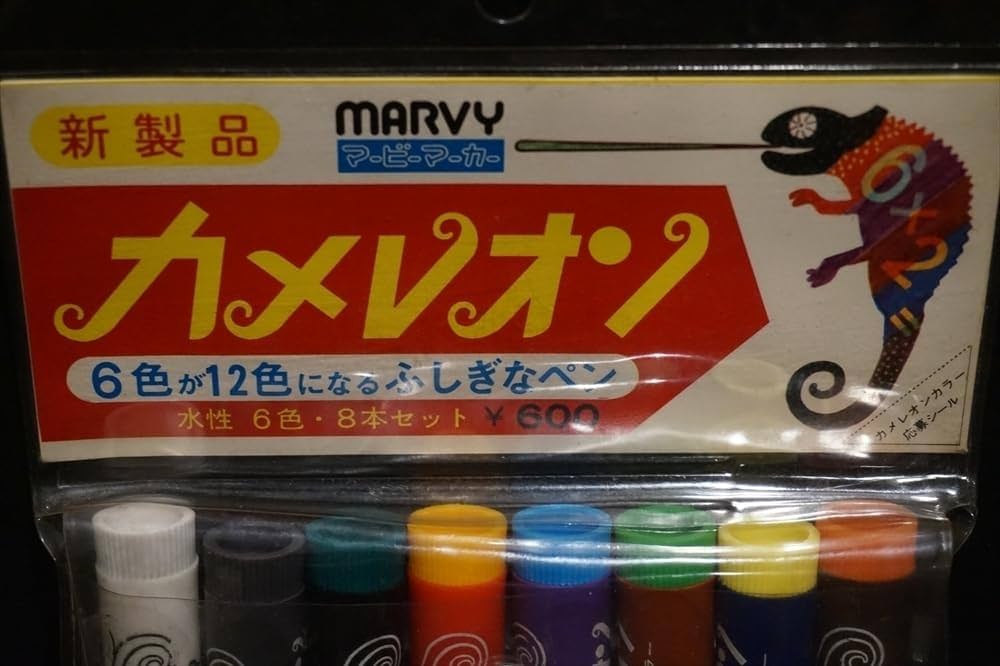 新製品
MARVY
マービーマーカー
カメレオン
6色が12色になるふしぎなペン
水性 6色・8本セット ¥600
6×2=
カメレオンカラー
応募シール